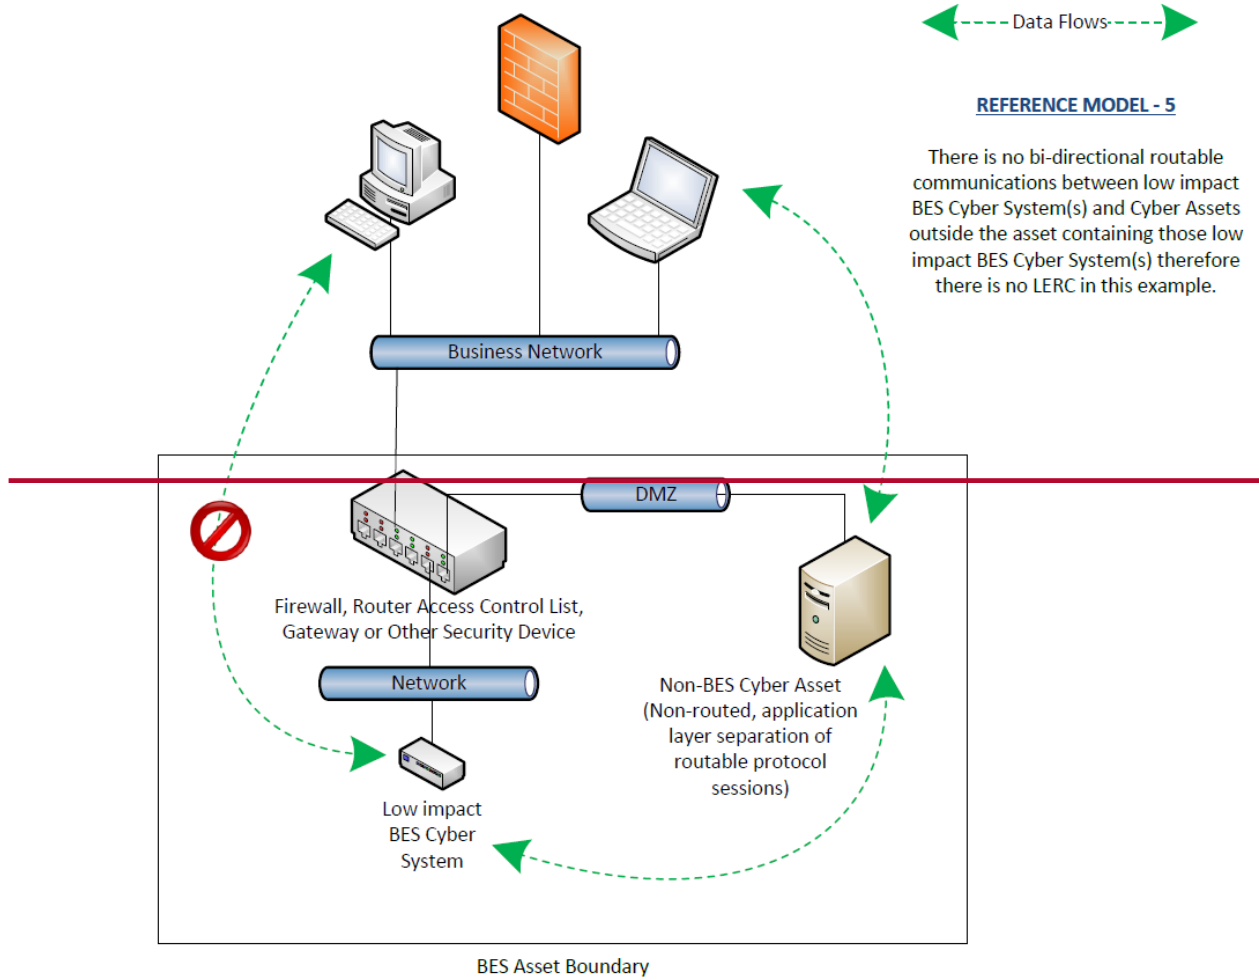 Data Flows
REFERENCE MODEL - 5
There is no bi-directional routable
communications between low impact
BES Cyber System(s) and Cyber Assets
outside the asset containing those low
impact BES Cyber System(s) therefore
there is no LERC in this example.
Business Network
DMZ
Firewall, Router Access Control List,
Gateway or Other Security Device
Network
Non-BES Cyber Asset
(Non-routed, application
layer separation of
routable protocol
sessions)
Low impact
BES Cyber
System
BES Asset Boundary